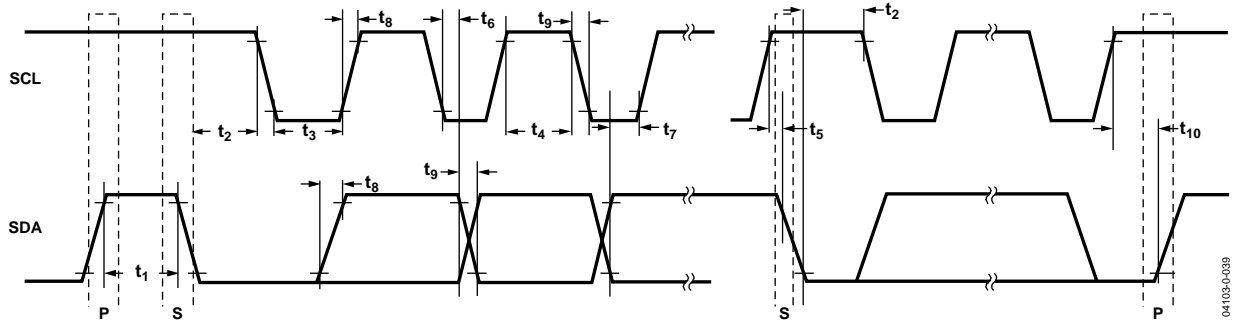 t8 t6 t9 t2
SCL
t2 t3 t4 t7 t5 t10
t9
t8
SDA
t1
P S S P
04103-0-039